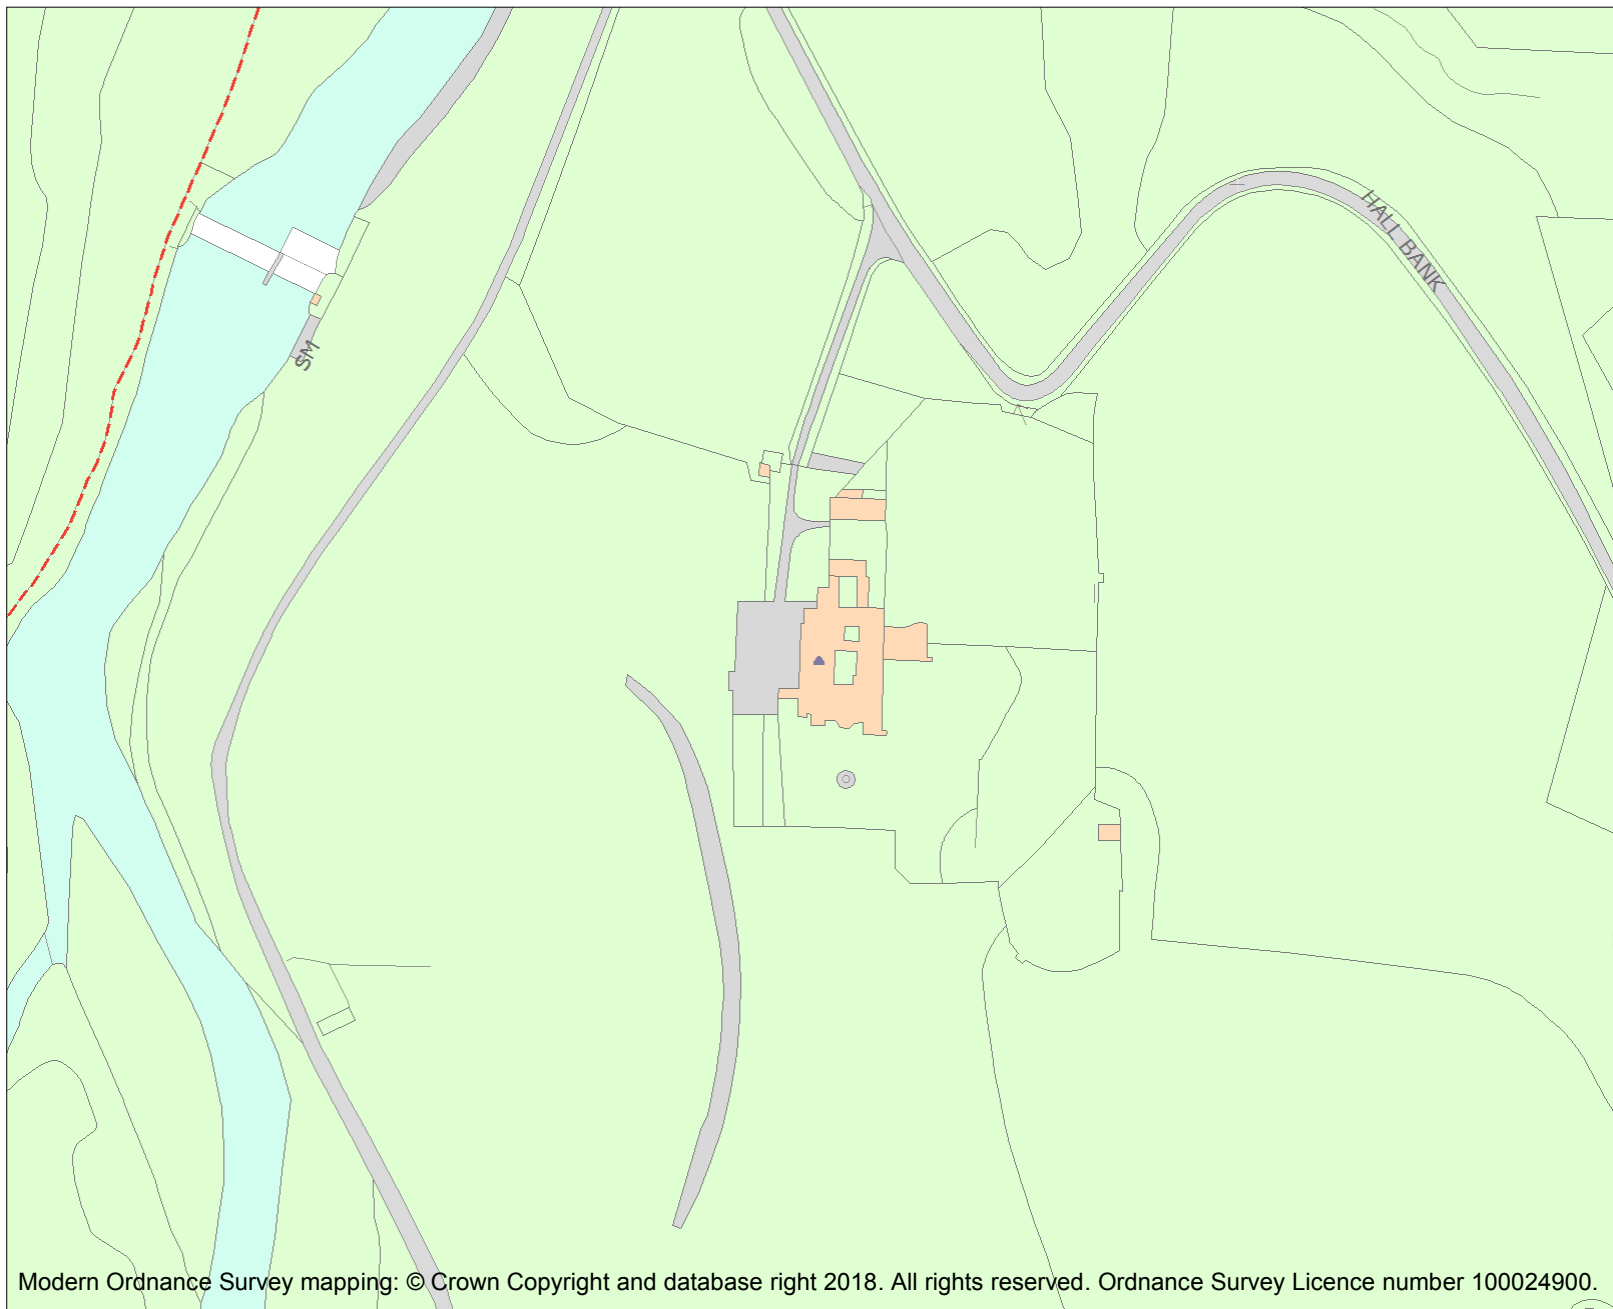 HALL BANK
SM
Modern Ordnance Survey mapping: © Crown Copyright and database right 2018. All rights reserved. Ordnance Survey Licence number 100024900.